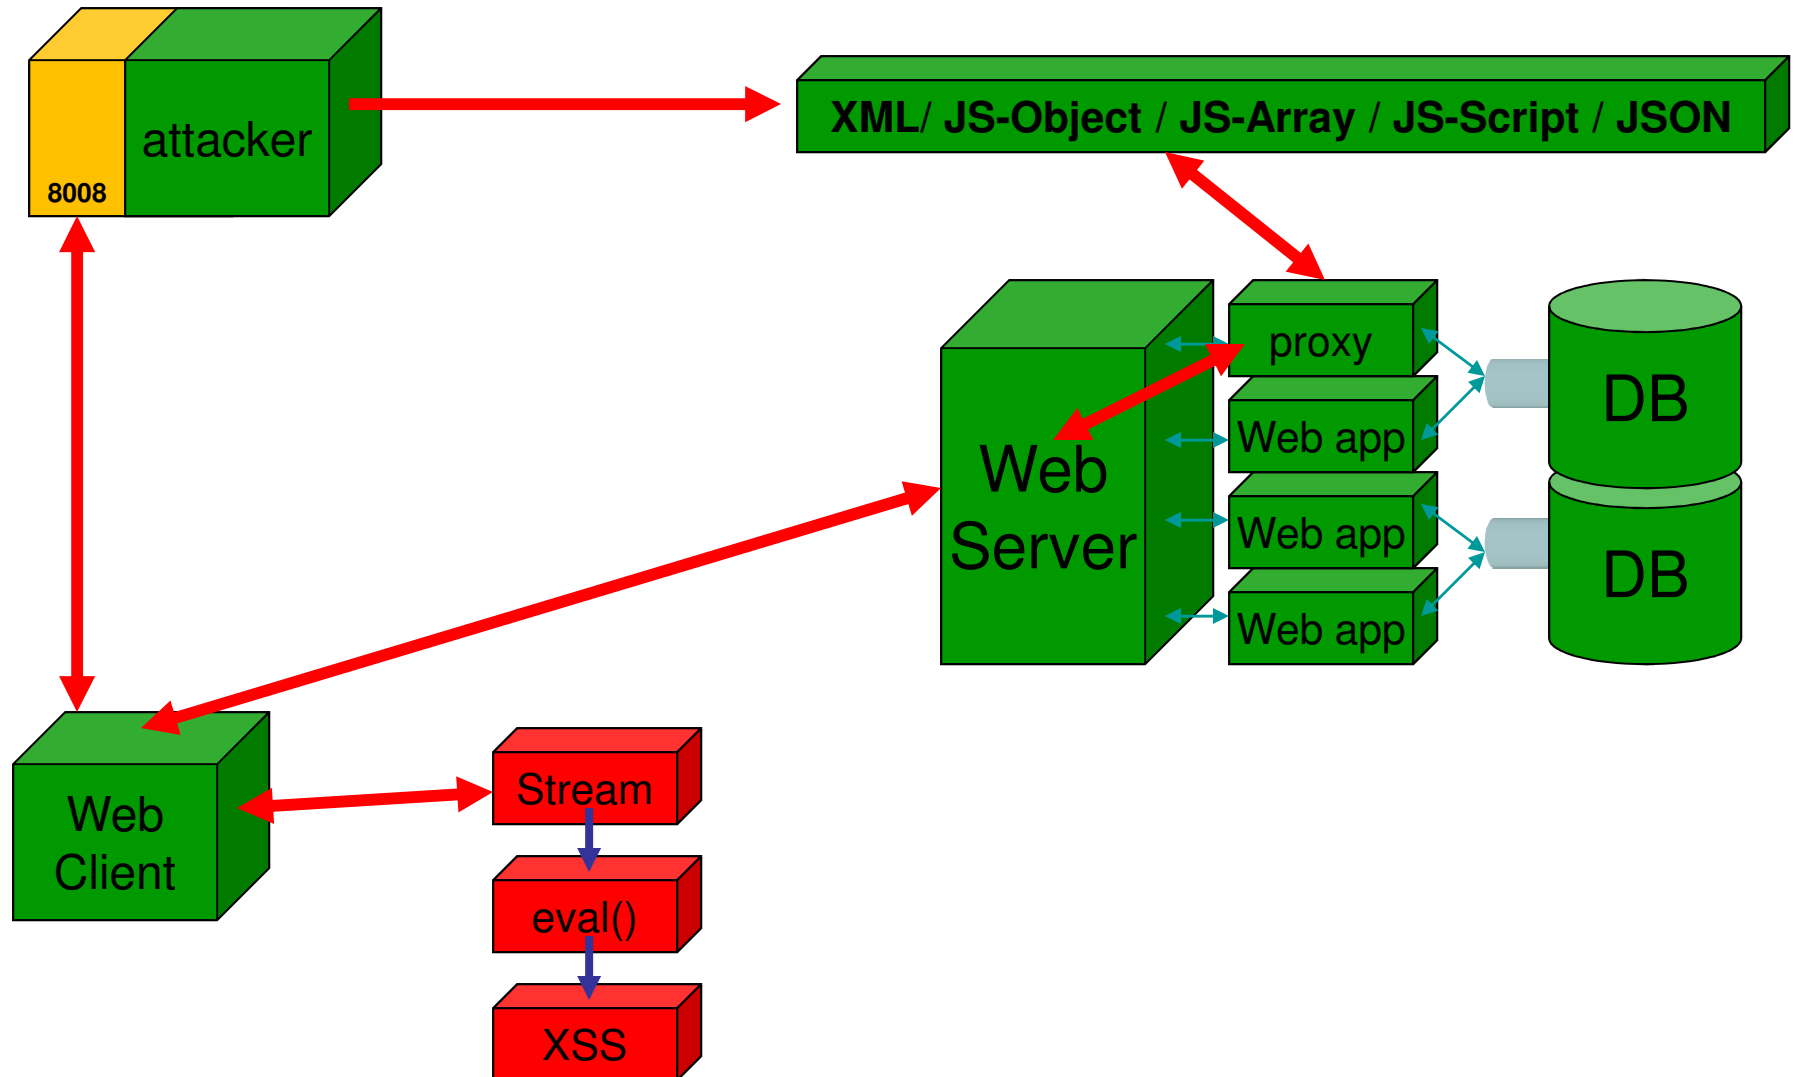 attacker
8008
XML/ JS-Object / JS-Array / JS-Script / JSON
proxy
Web app
Web app
Web app
Web
Server
DB
DB
Web
Client
Stream
eval()
XSS